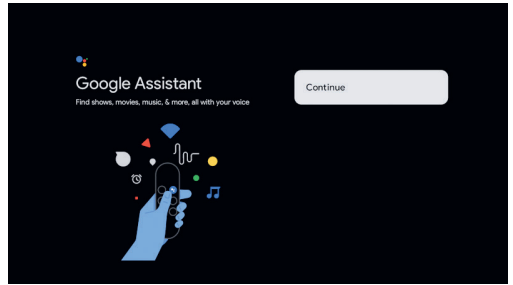 Google Assistant
Find shows, movies, music, & more, all with your voice
Continue